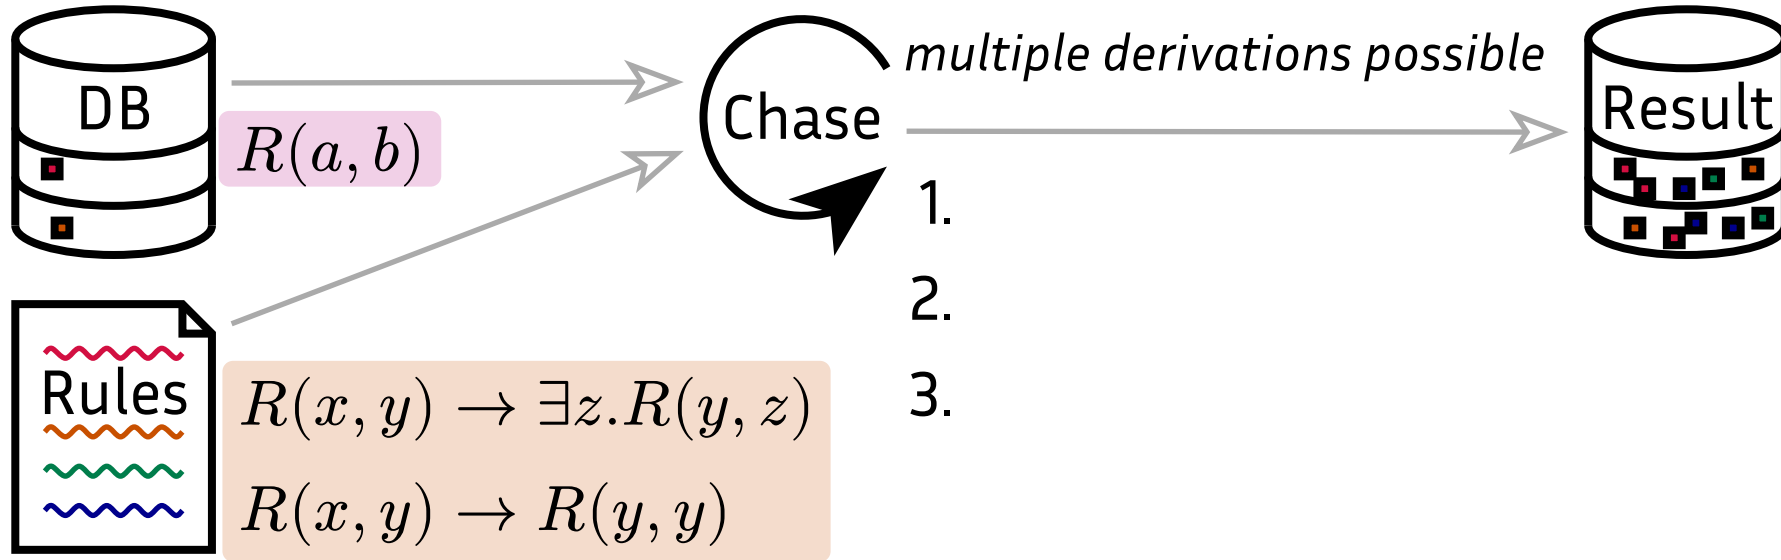 DB
R(a, b)
Rules
R(x, y) → ∃z.R(y, z)
R(x, y) → R(y, y)
Chase
multiple derivations possible
1.
2.
3.
Result